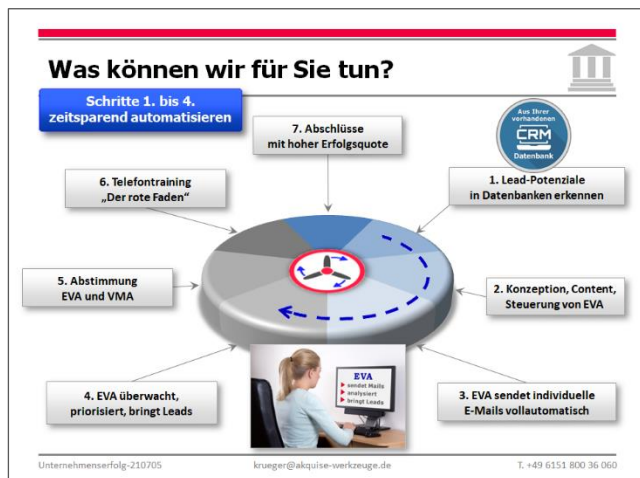 Was können wir für Sie tun?
Schritte 1. bis 4.
zeitsparend automatisieren
7. Abschlüsse
mit hoher Erfolgsquote
Aus Ihrer
vorhandenen
CRM
Datenbank
1. Lead-Potenziale
in Datenbanken erkennen
6. Telefontraining
„Der rote Faden“
5. Abstimmung
EVA und VMA
2. Konzeption, Content,
Steuerung von EVA
4. EVA überwacht,
priorisiert, bringt Leads
EVA
sendet Mails
analysiert
bringt Leads
3. EVA sendet individuelle
E-Mails vollautomatisch
Unternehmenserfolg-210705
krueger@akquise-werkzeuge.de
T. +49 6151 800 36 060